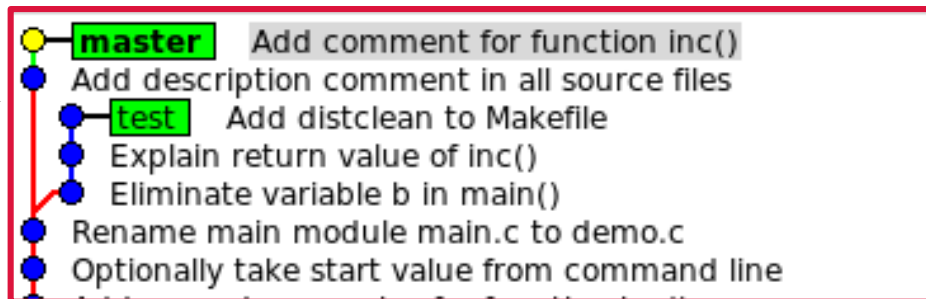 master Add comment for function inc()
Add description comment in all source files
test Add distclean to Makefile
Explain return value of inc()
Eliminate variable b in main()
Rename main module main.c to demo.c
Optionally take start value from command line